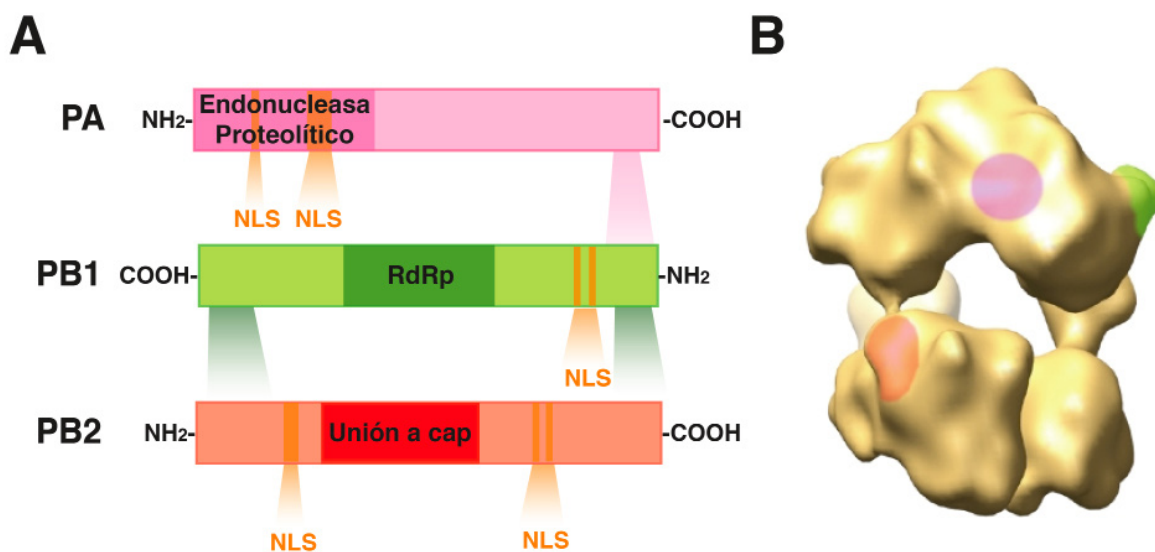 A
B
PA
NH2-
Endonucleasa
Proteolítico
-COOH
NLS
NLS
PB1
COOH-
RdRp
-NH2
NLS
PB2
NH2-
Unión a cap
-COOH
NLS
NLS